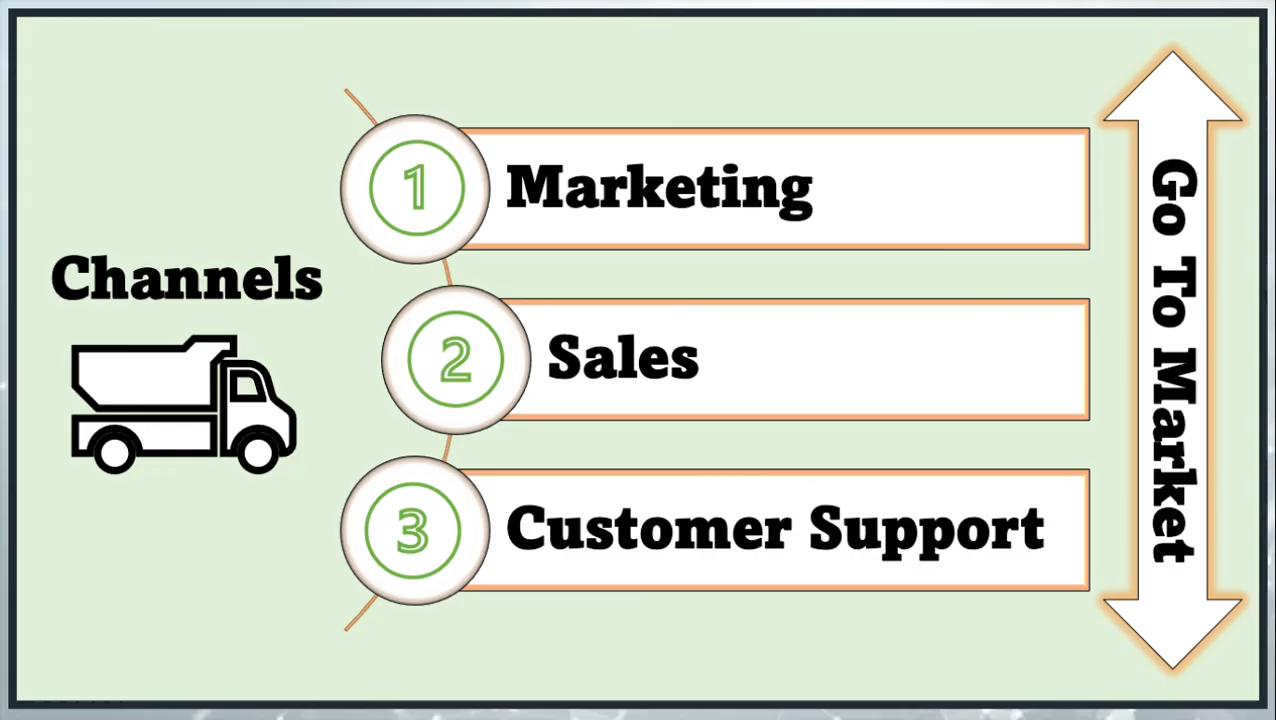 Channels
1
Marketing
2
Sales
3
Customer Support
Go To Market